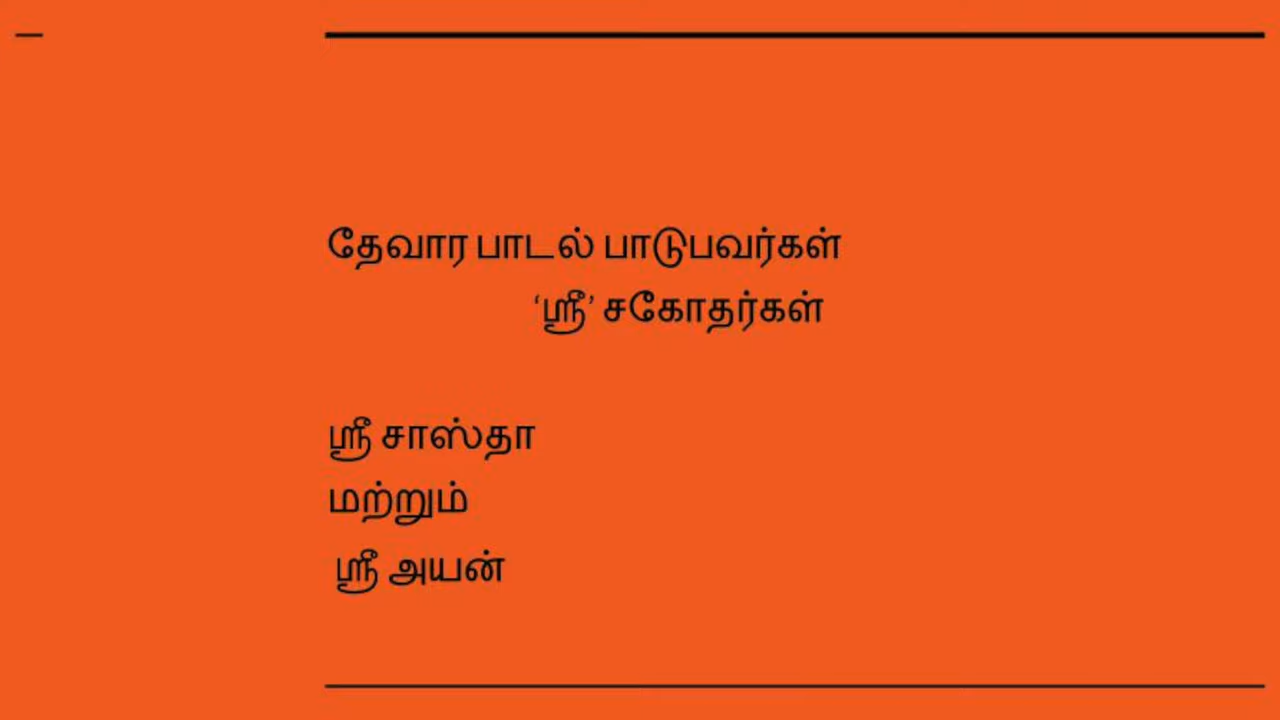 தேவார பாடல் பாடுபவர்கள்
‘ஸ்ரீ’ சகோதர்கள்
ஸ்ரீ சாஸ்தா
மற்றும்
ஸ்ரீ அயன்